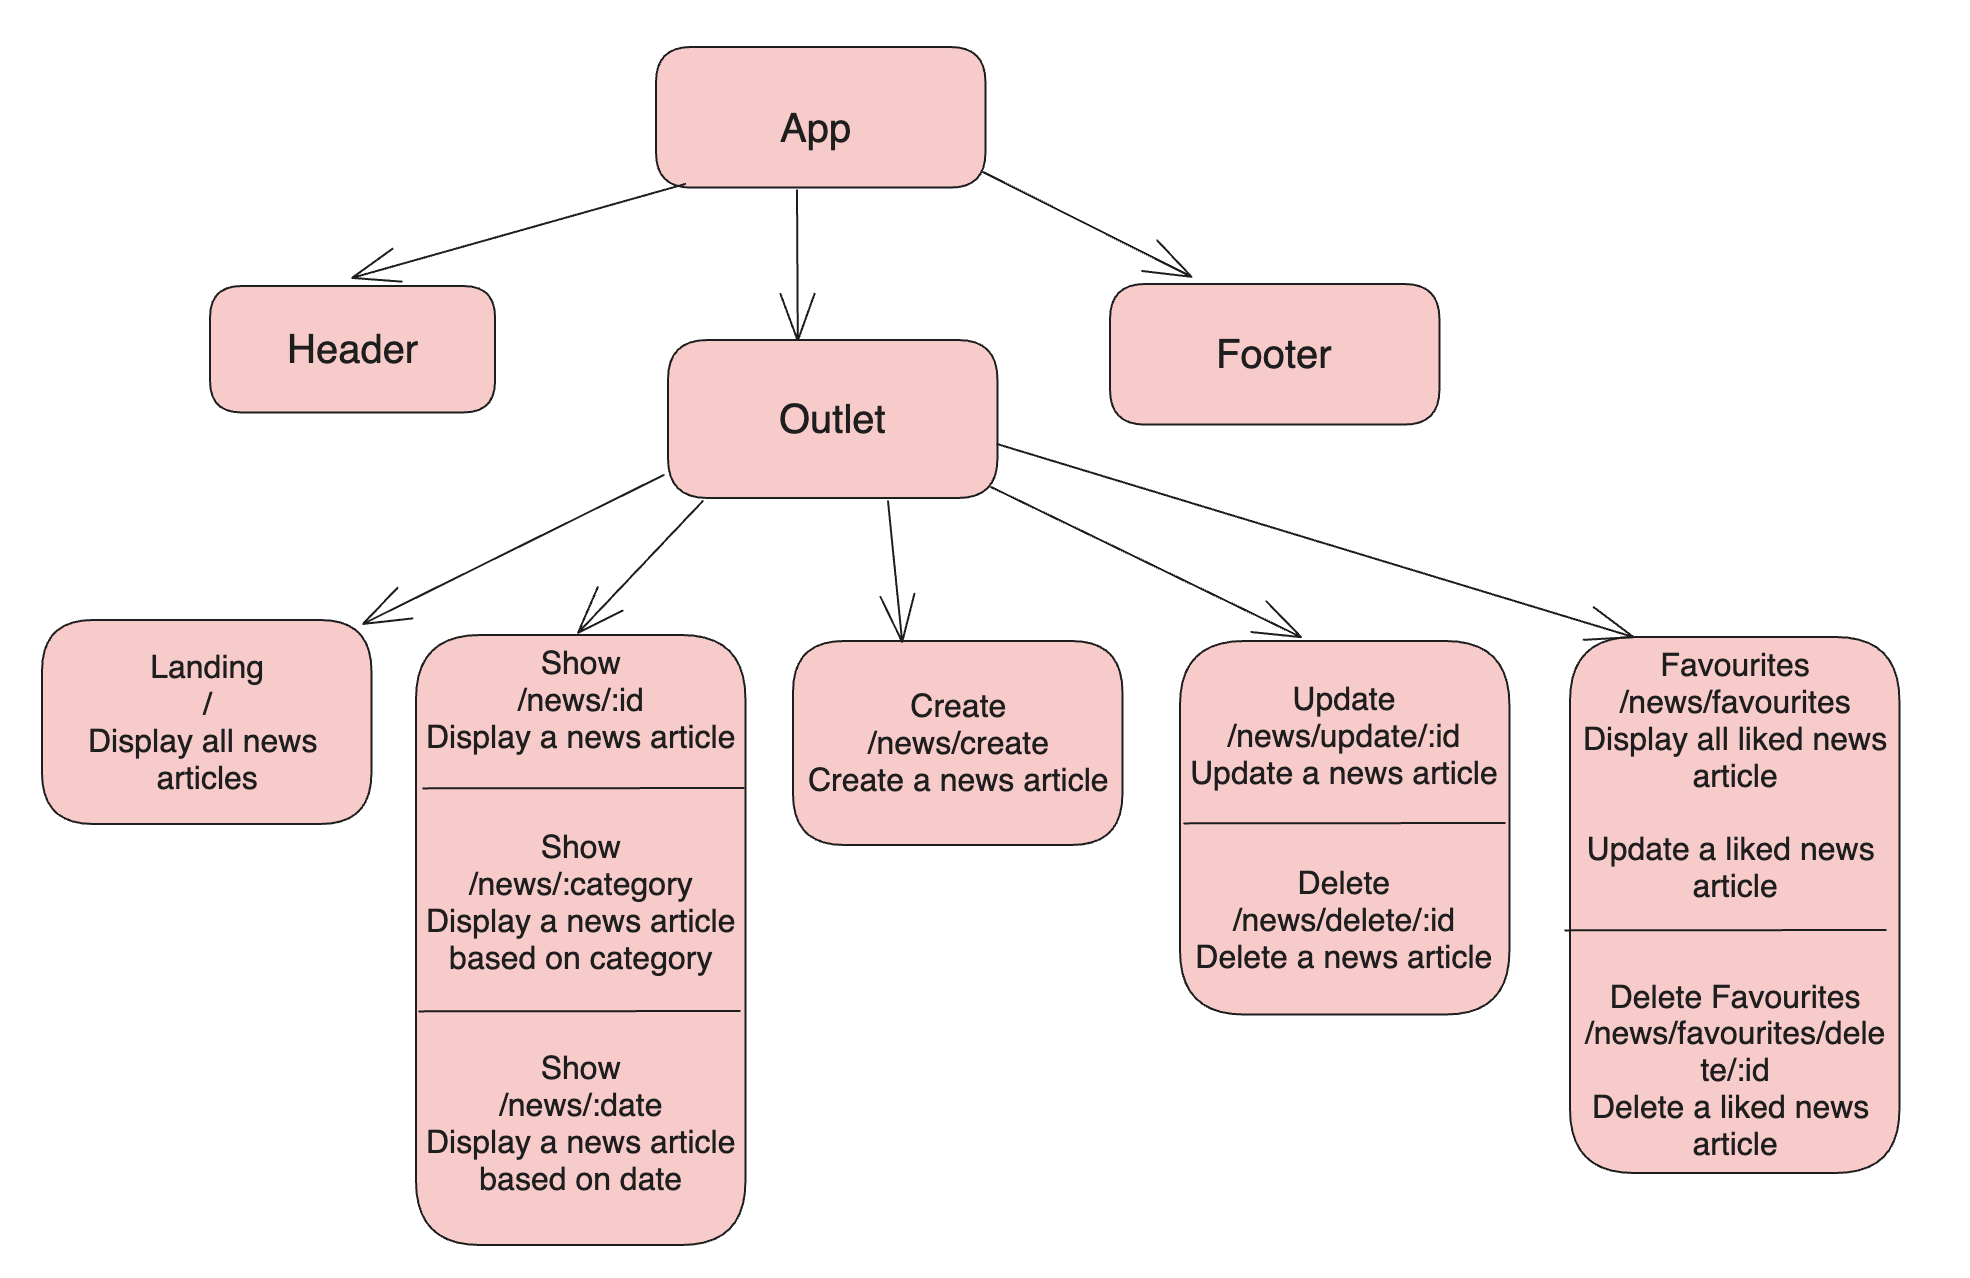 App
Header
Outlet
Footer
Landing
/
Display all news
articles
Show
/news/:id
Display a news article
Show
/news/:category
Display a news article
based on category
Show
/news/:date
Display a news article
based on date
Create
/news/create
Create a news article
Update
/news/update/:id
Update a news article
Delete
/news/delete/:id
Delete a news article
Favourites
/news/favourites
Display all liked news
article
Update a liked news
article
Delete Favourites
/news/favourites/dele
te/:id
Delete a liked news
article